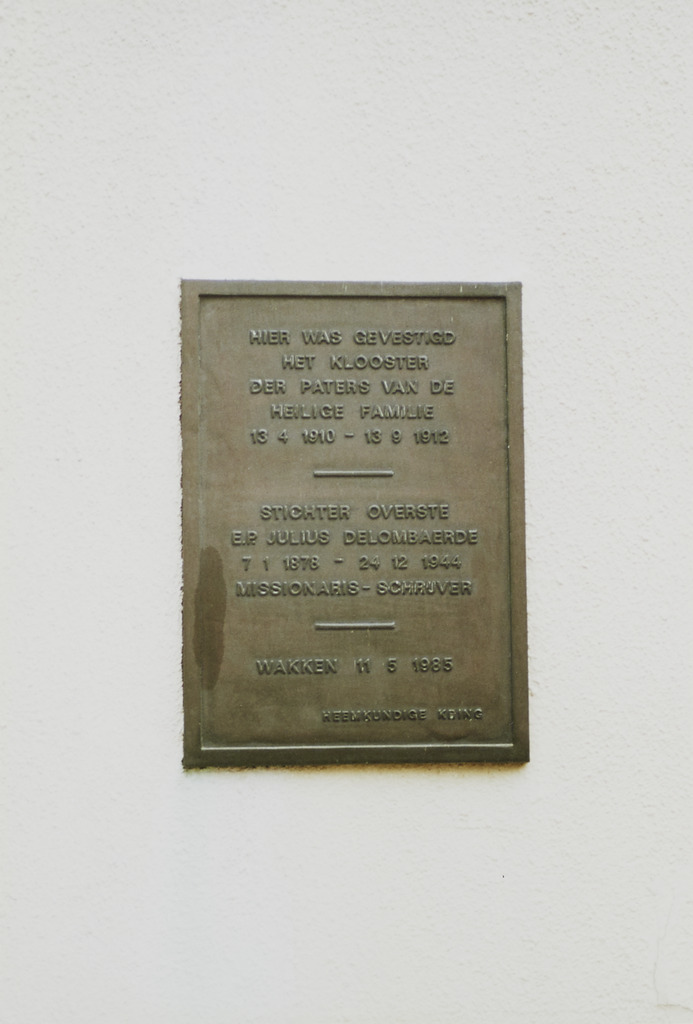 HIER WAS GEVESTIGD
HET KLOOSTER
DER PATERS VAN DE
HEILIGE FAMILIE
13 4 1910 - 13 9 1912
STICHTER OVERSTE
E.P. JULIUS DELOMBAERDE
7 1 1878 - 24 12 1944
MISSIONARIS - SCHRIJVER
WAKKEN 11 5 1985
HEEMKUNDIGE KRING